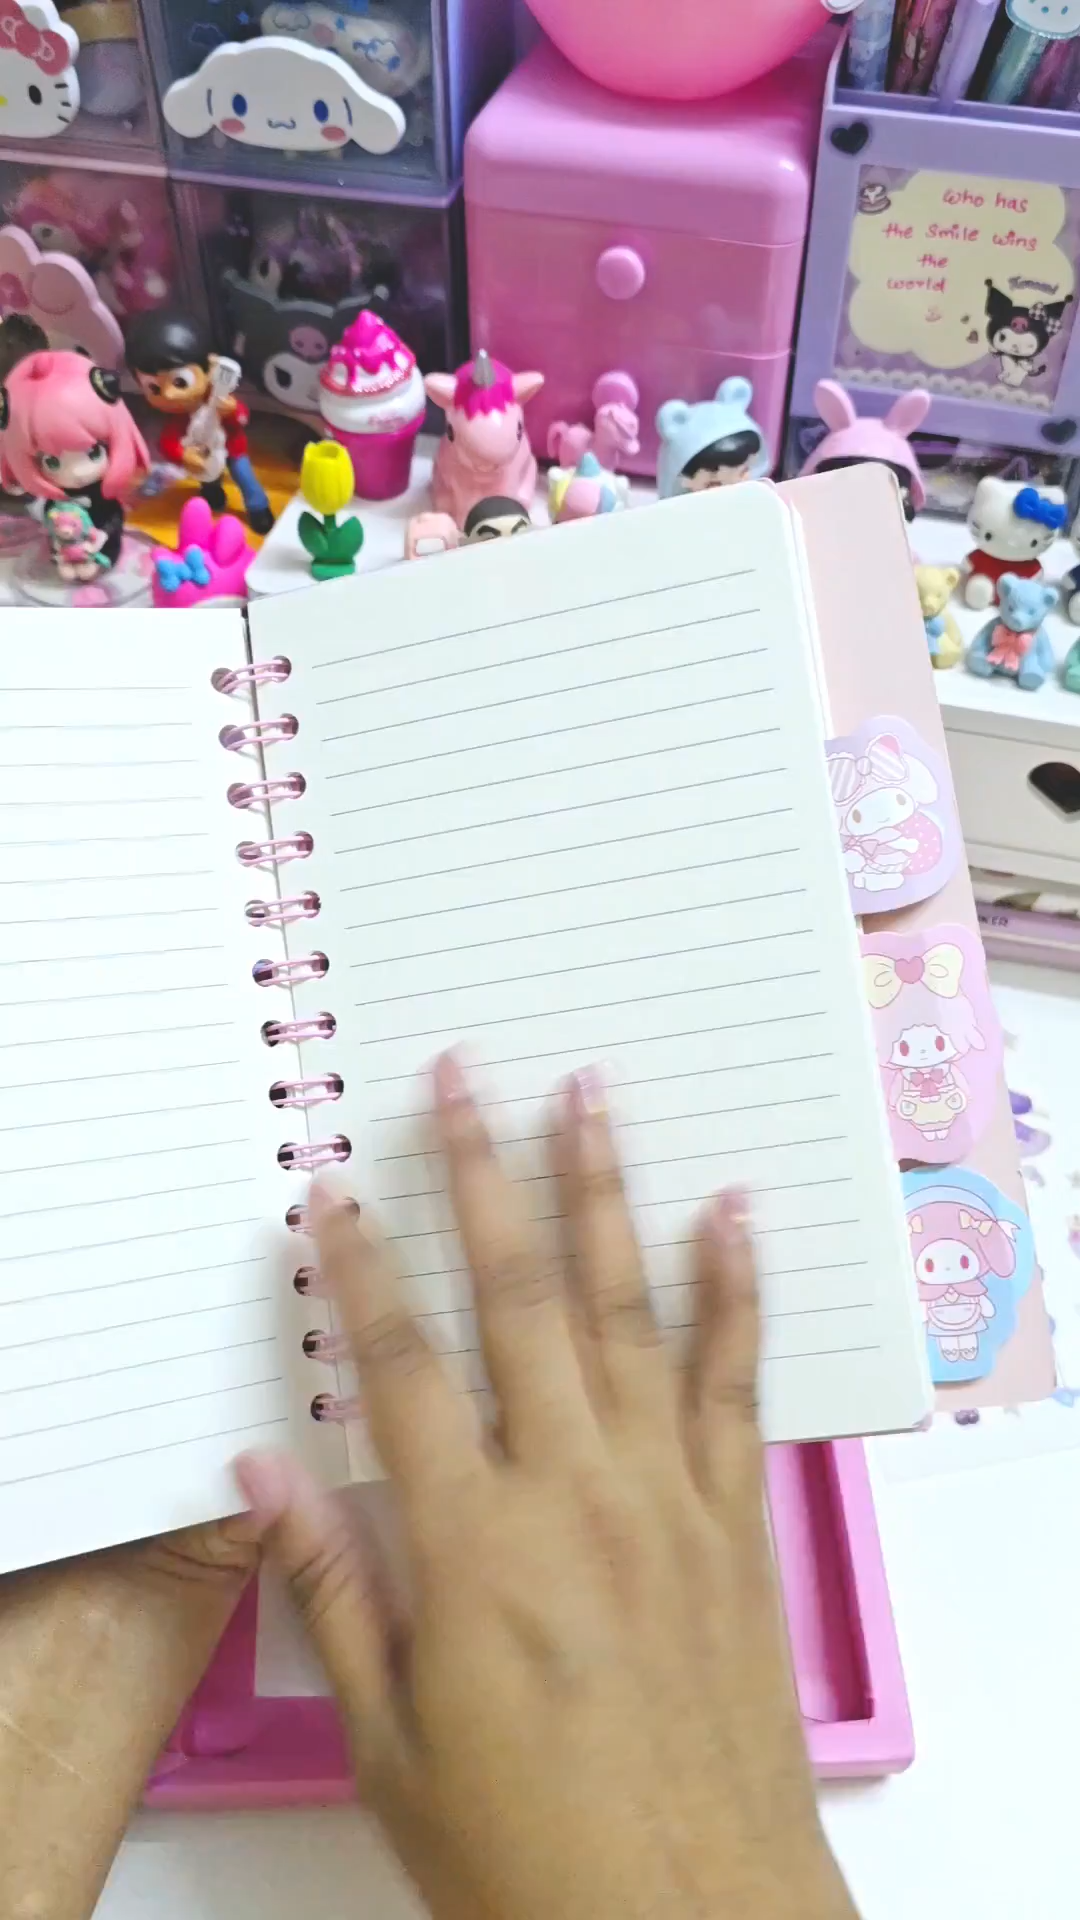 who has
the smile wins
the
world
Kuromi